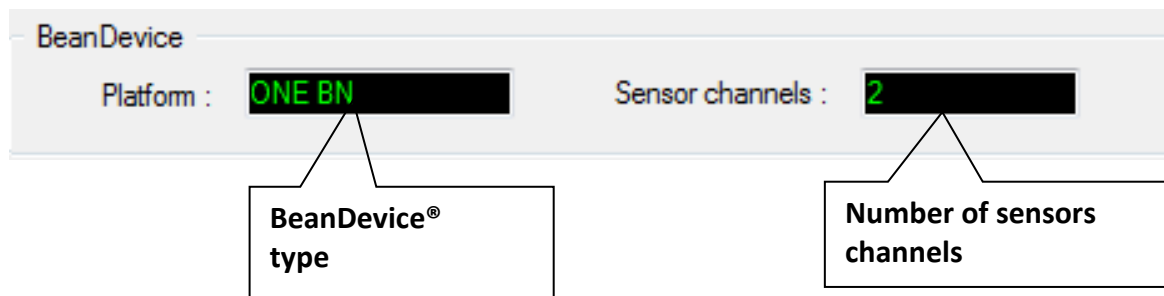 BeanDevice
Platform : ONE BN Sensor channels : 2
BeanDevice®
type
Number of sensors
channels